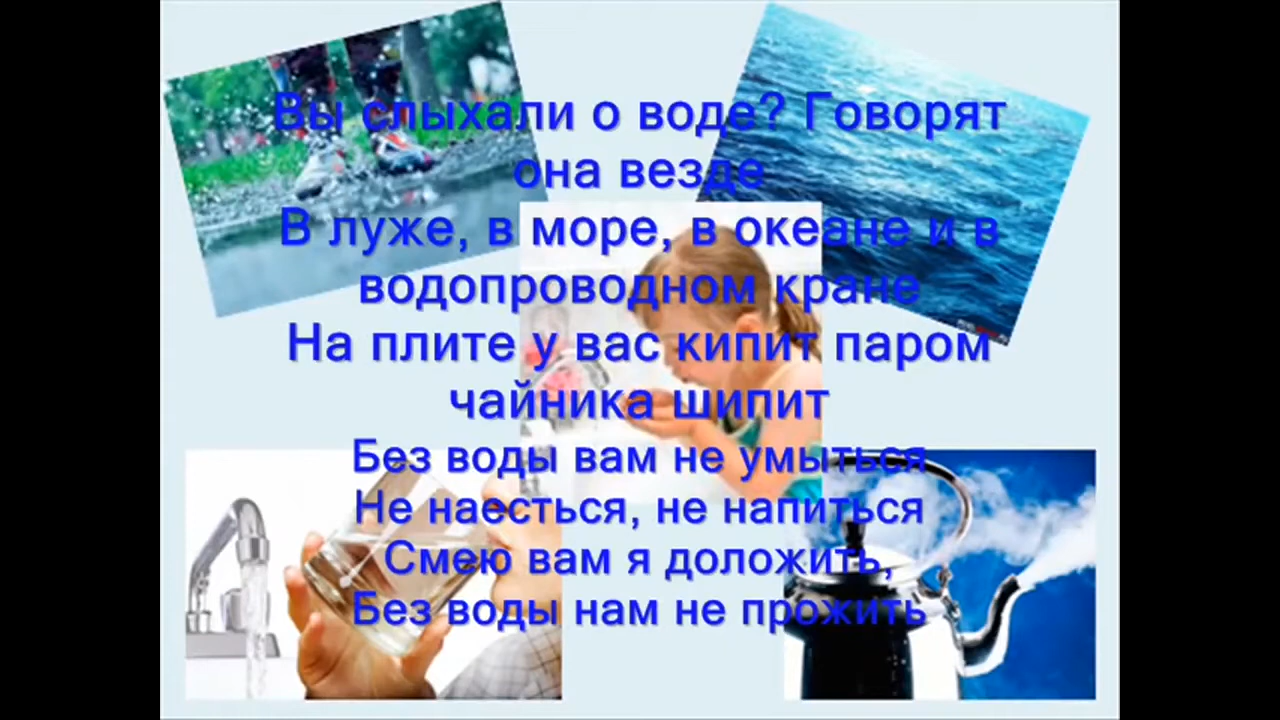 Вы слыхали о воде? Говорят
она везде
В луже, в море, в океане и в
водопроводном кране
На плите у вас кипит паром
чайника шипит
Без воды вам не умыться
Не наесться, не напиться
Смею вам я доложить,
Без воды нам не прожить